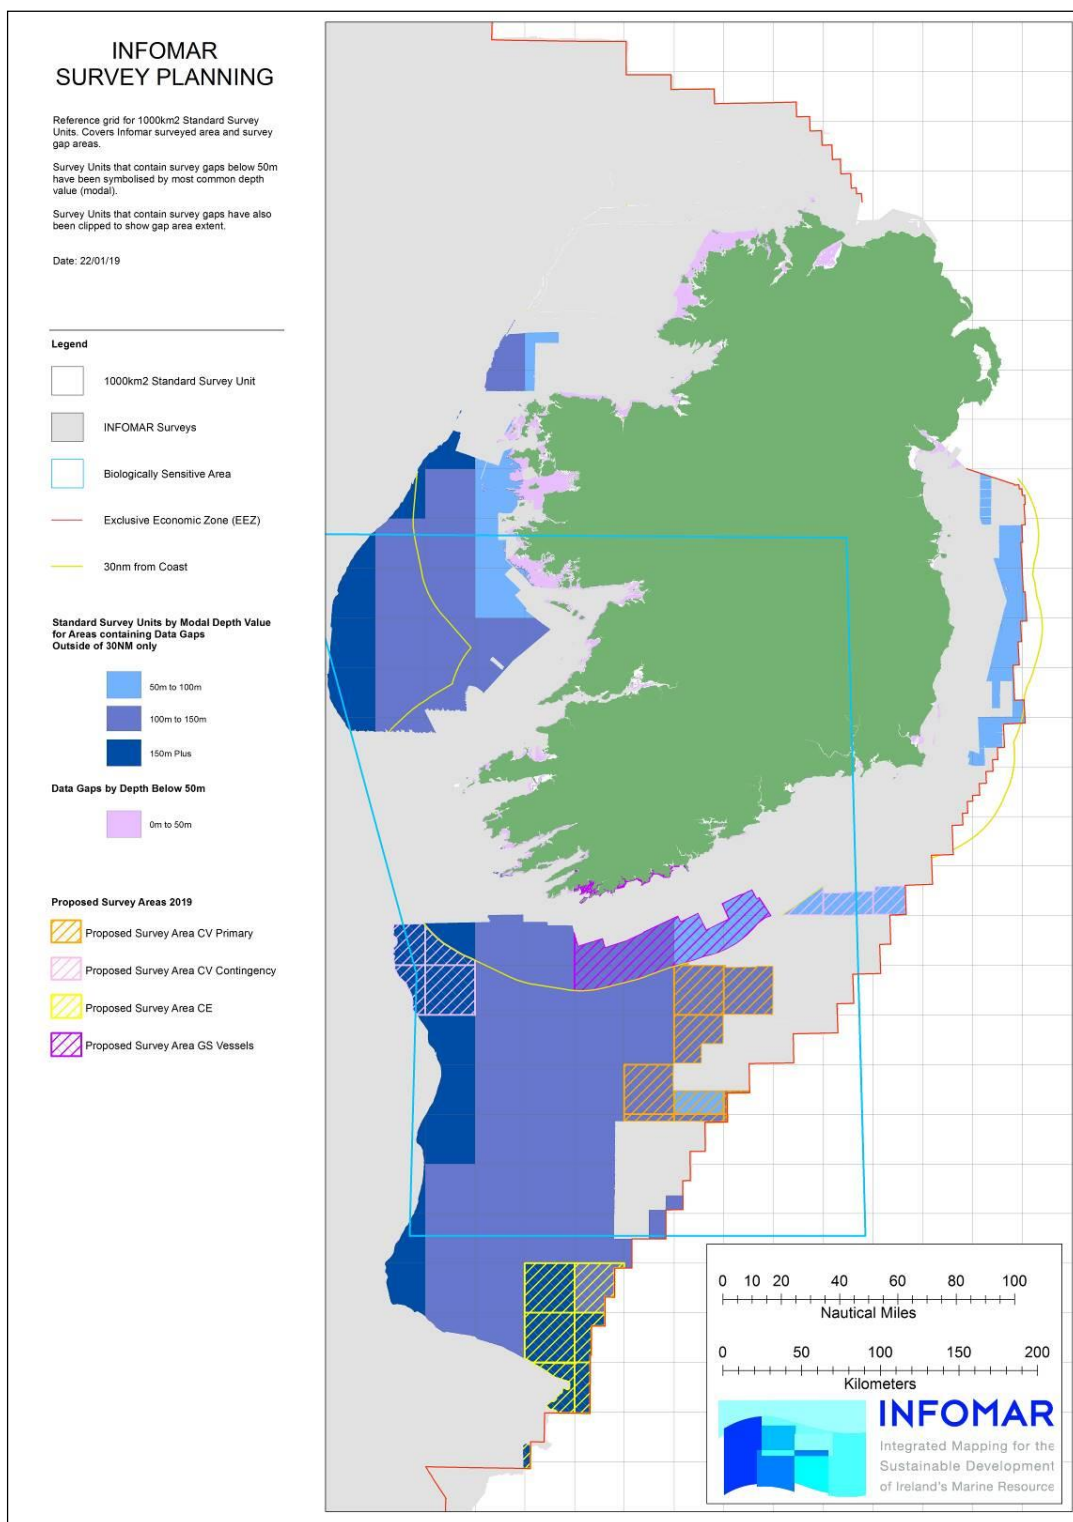 INFOMAR
SURVEY PLANNING
Reference grid for 1000km2 Standard Survey
Units. Covers Infomar surveyed area and survey
gap areas.
Survey Units that contain survey gaps below 50m
have been symbolised by most common depth
value (modal).
Survey Units that contain survey gaps have also
been clipped to show gap area extent.
Date: 22/01/19
Legend
1000km2 Standard Survey Unit
INFOMAR Surveys
Biologically Sensitive Area
Exclusive Economic Zone (EEZ)
30nm from Coast
Standard Survey Units by Modal Depth Value
for Areas containing Data Gaps
Outside of 30NM only
50m to 100m
100m to 150m
150m Plus
Data Gaps by Depth Below 50m
0m to 50m
Proposed Survey Areas 2019
Proposed Survey Area CV Primary
Proposed Survey Area CV Contingency
Proposed Survey Area CE
Proposed Survey Area GS Vessels
0 10 20 40 60 80 100
Nautical Miles
0 50 100 150 200
Kilometers
INFOMAR
Integrated Mapping for the
Sustainable Development
of Ireland's Marine Resource